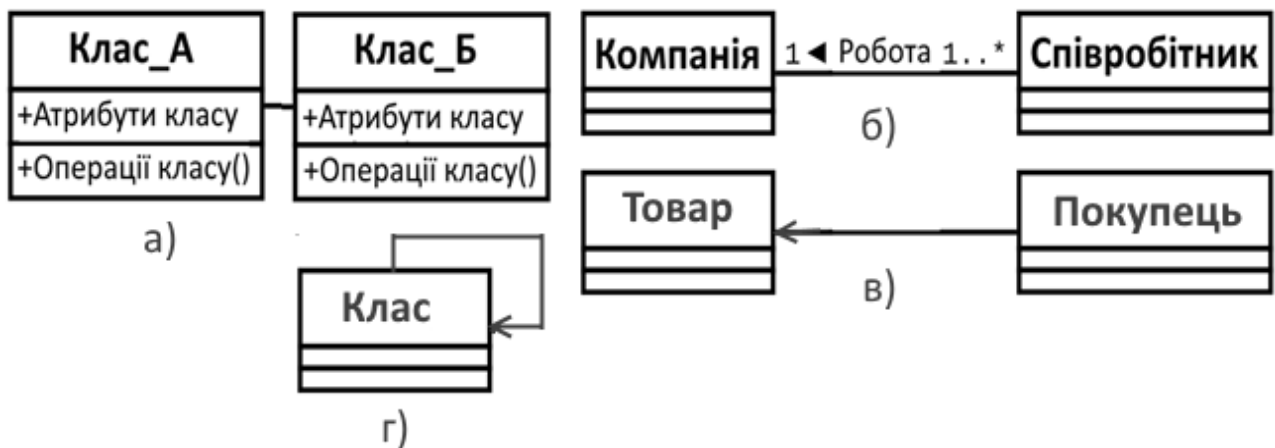 Клас_А
+Атрибути класу
+Операції класу()
Клас_Б
+Атрибути класу
+Операції класу()
а)
Компанія
1 ◄ Робота 1..*
Співробітник
б)
Товар
Покупець
в)
Клас
г)